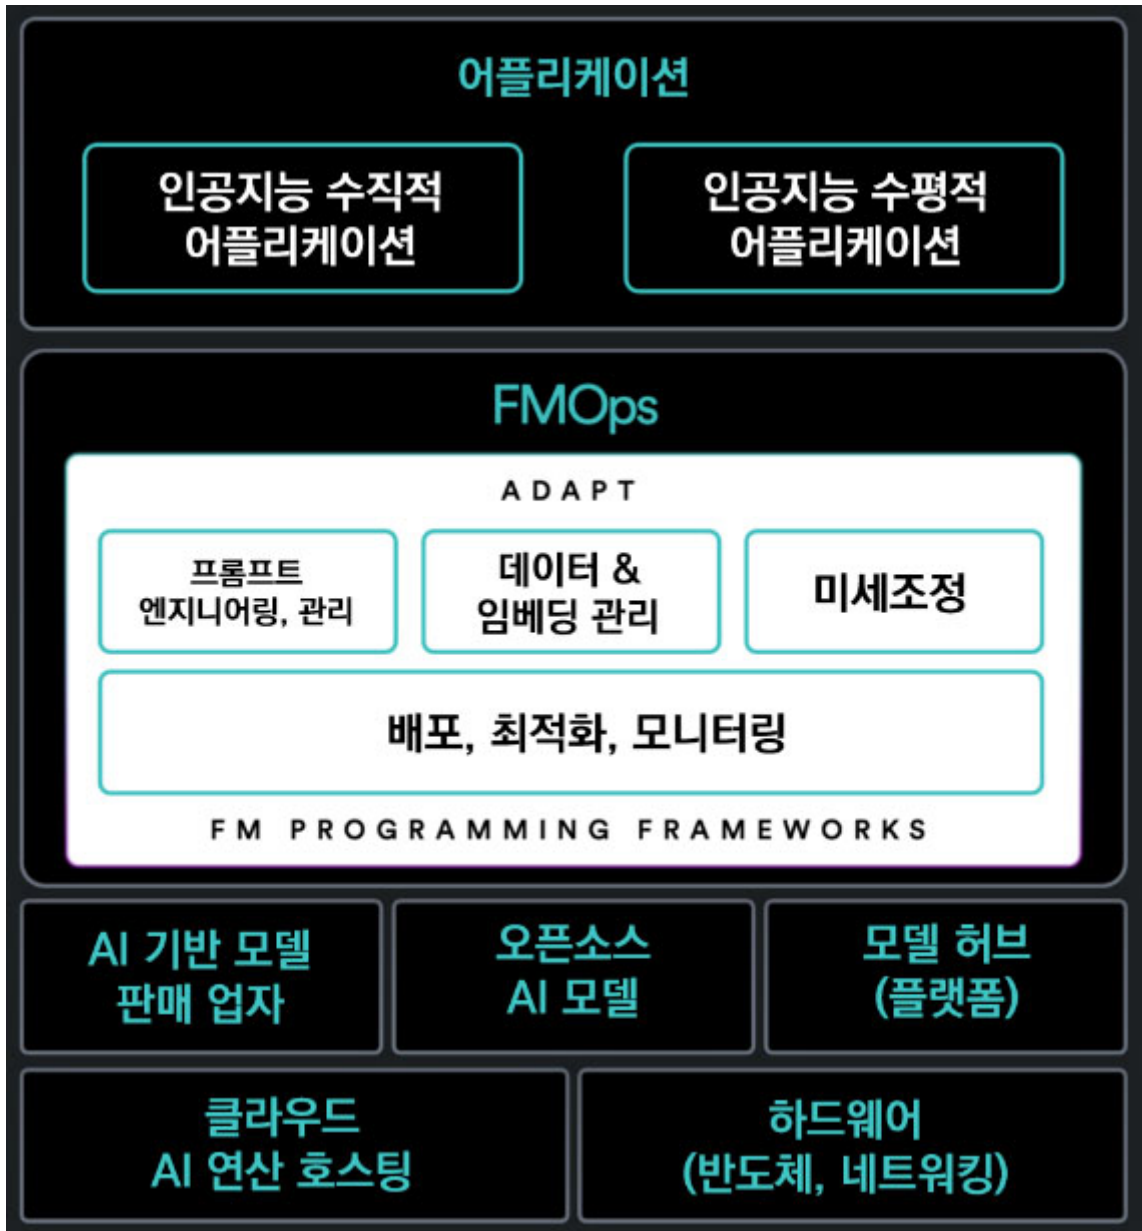 어플리케이션
인공지능 수직적
어플리케이션
인공지능 수평적
어플리케이션
FMOps
ADAPT
프롬프트
엔지니어링, 관리
데이터 &
임베딩 관리
미세조정
배포, 최적화, 모니터링
FM PROGRAMMING FRAMEWORKS
AI 기반 모델
판매 업자
오픈소스
AI 모델
모델 허브
(플랫폼)
클라우드
AI 연산 호스팅
하드웨어
(반도체, 네트워킹)